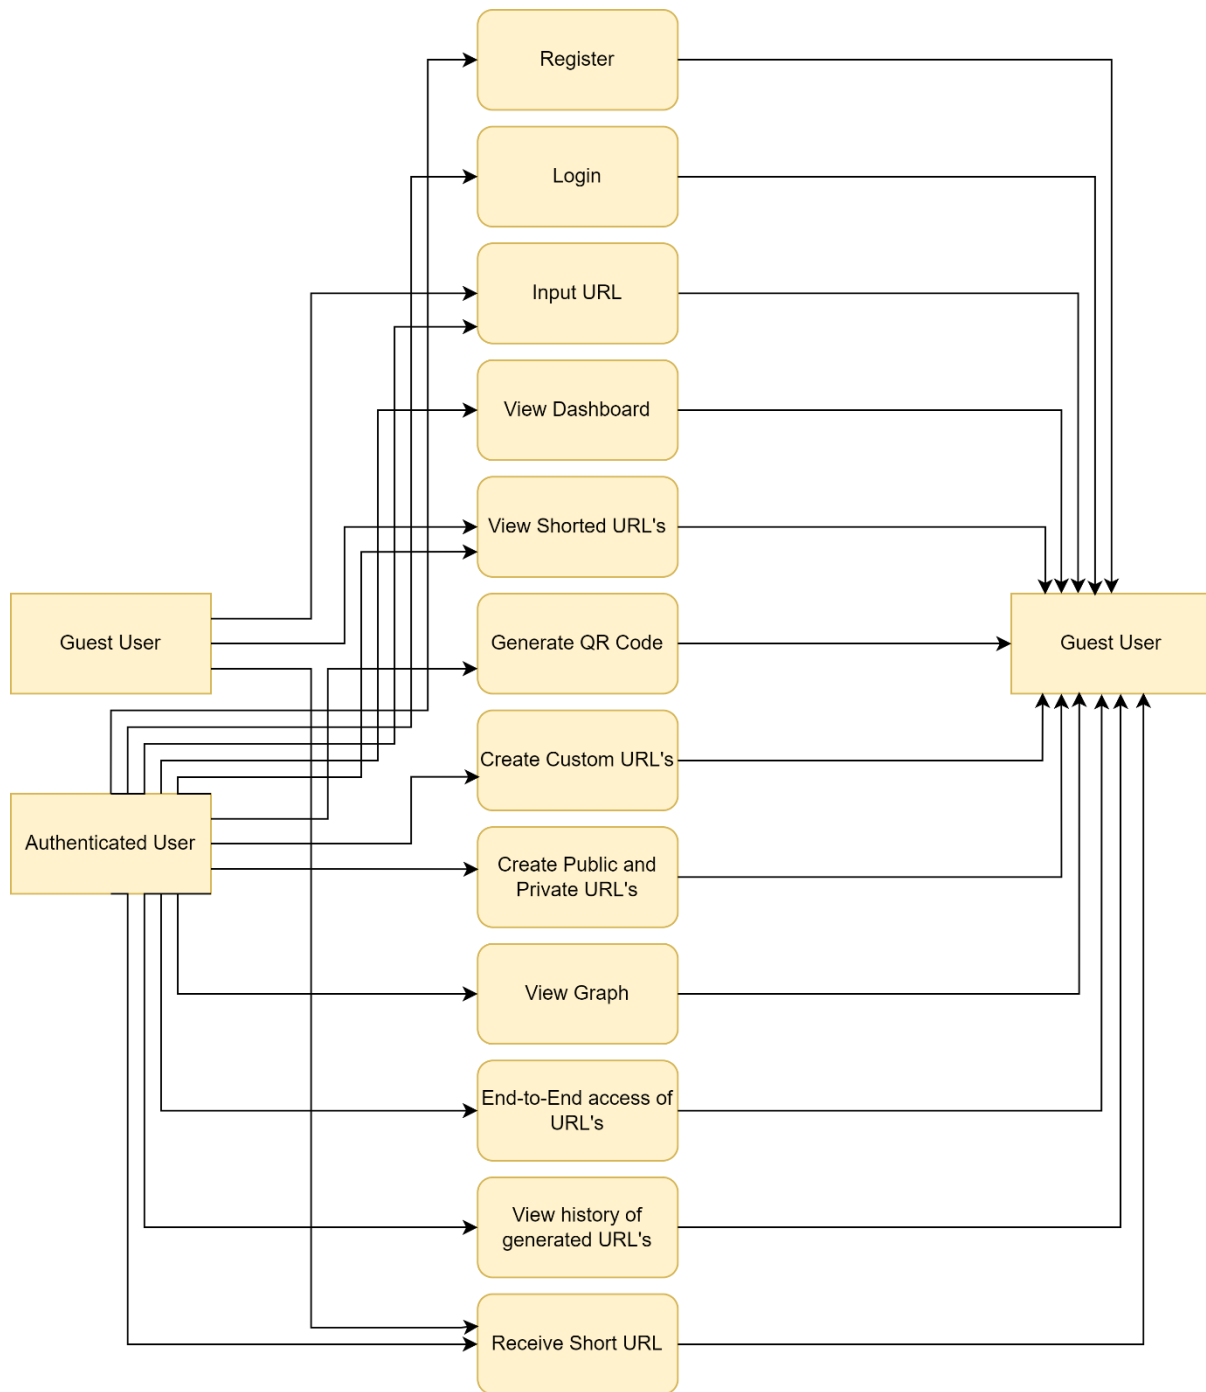 Register
Login
Input URL
View Dashboard
View Shorted URL's
Guest User
Generate QR Code
Guest User
Create Custom URL's
Authenticated User
Create Public and
Private URL's
View Graph
End-to-End access of
URL's
View history of
generated URL's
Receive Short URL